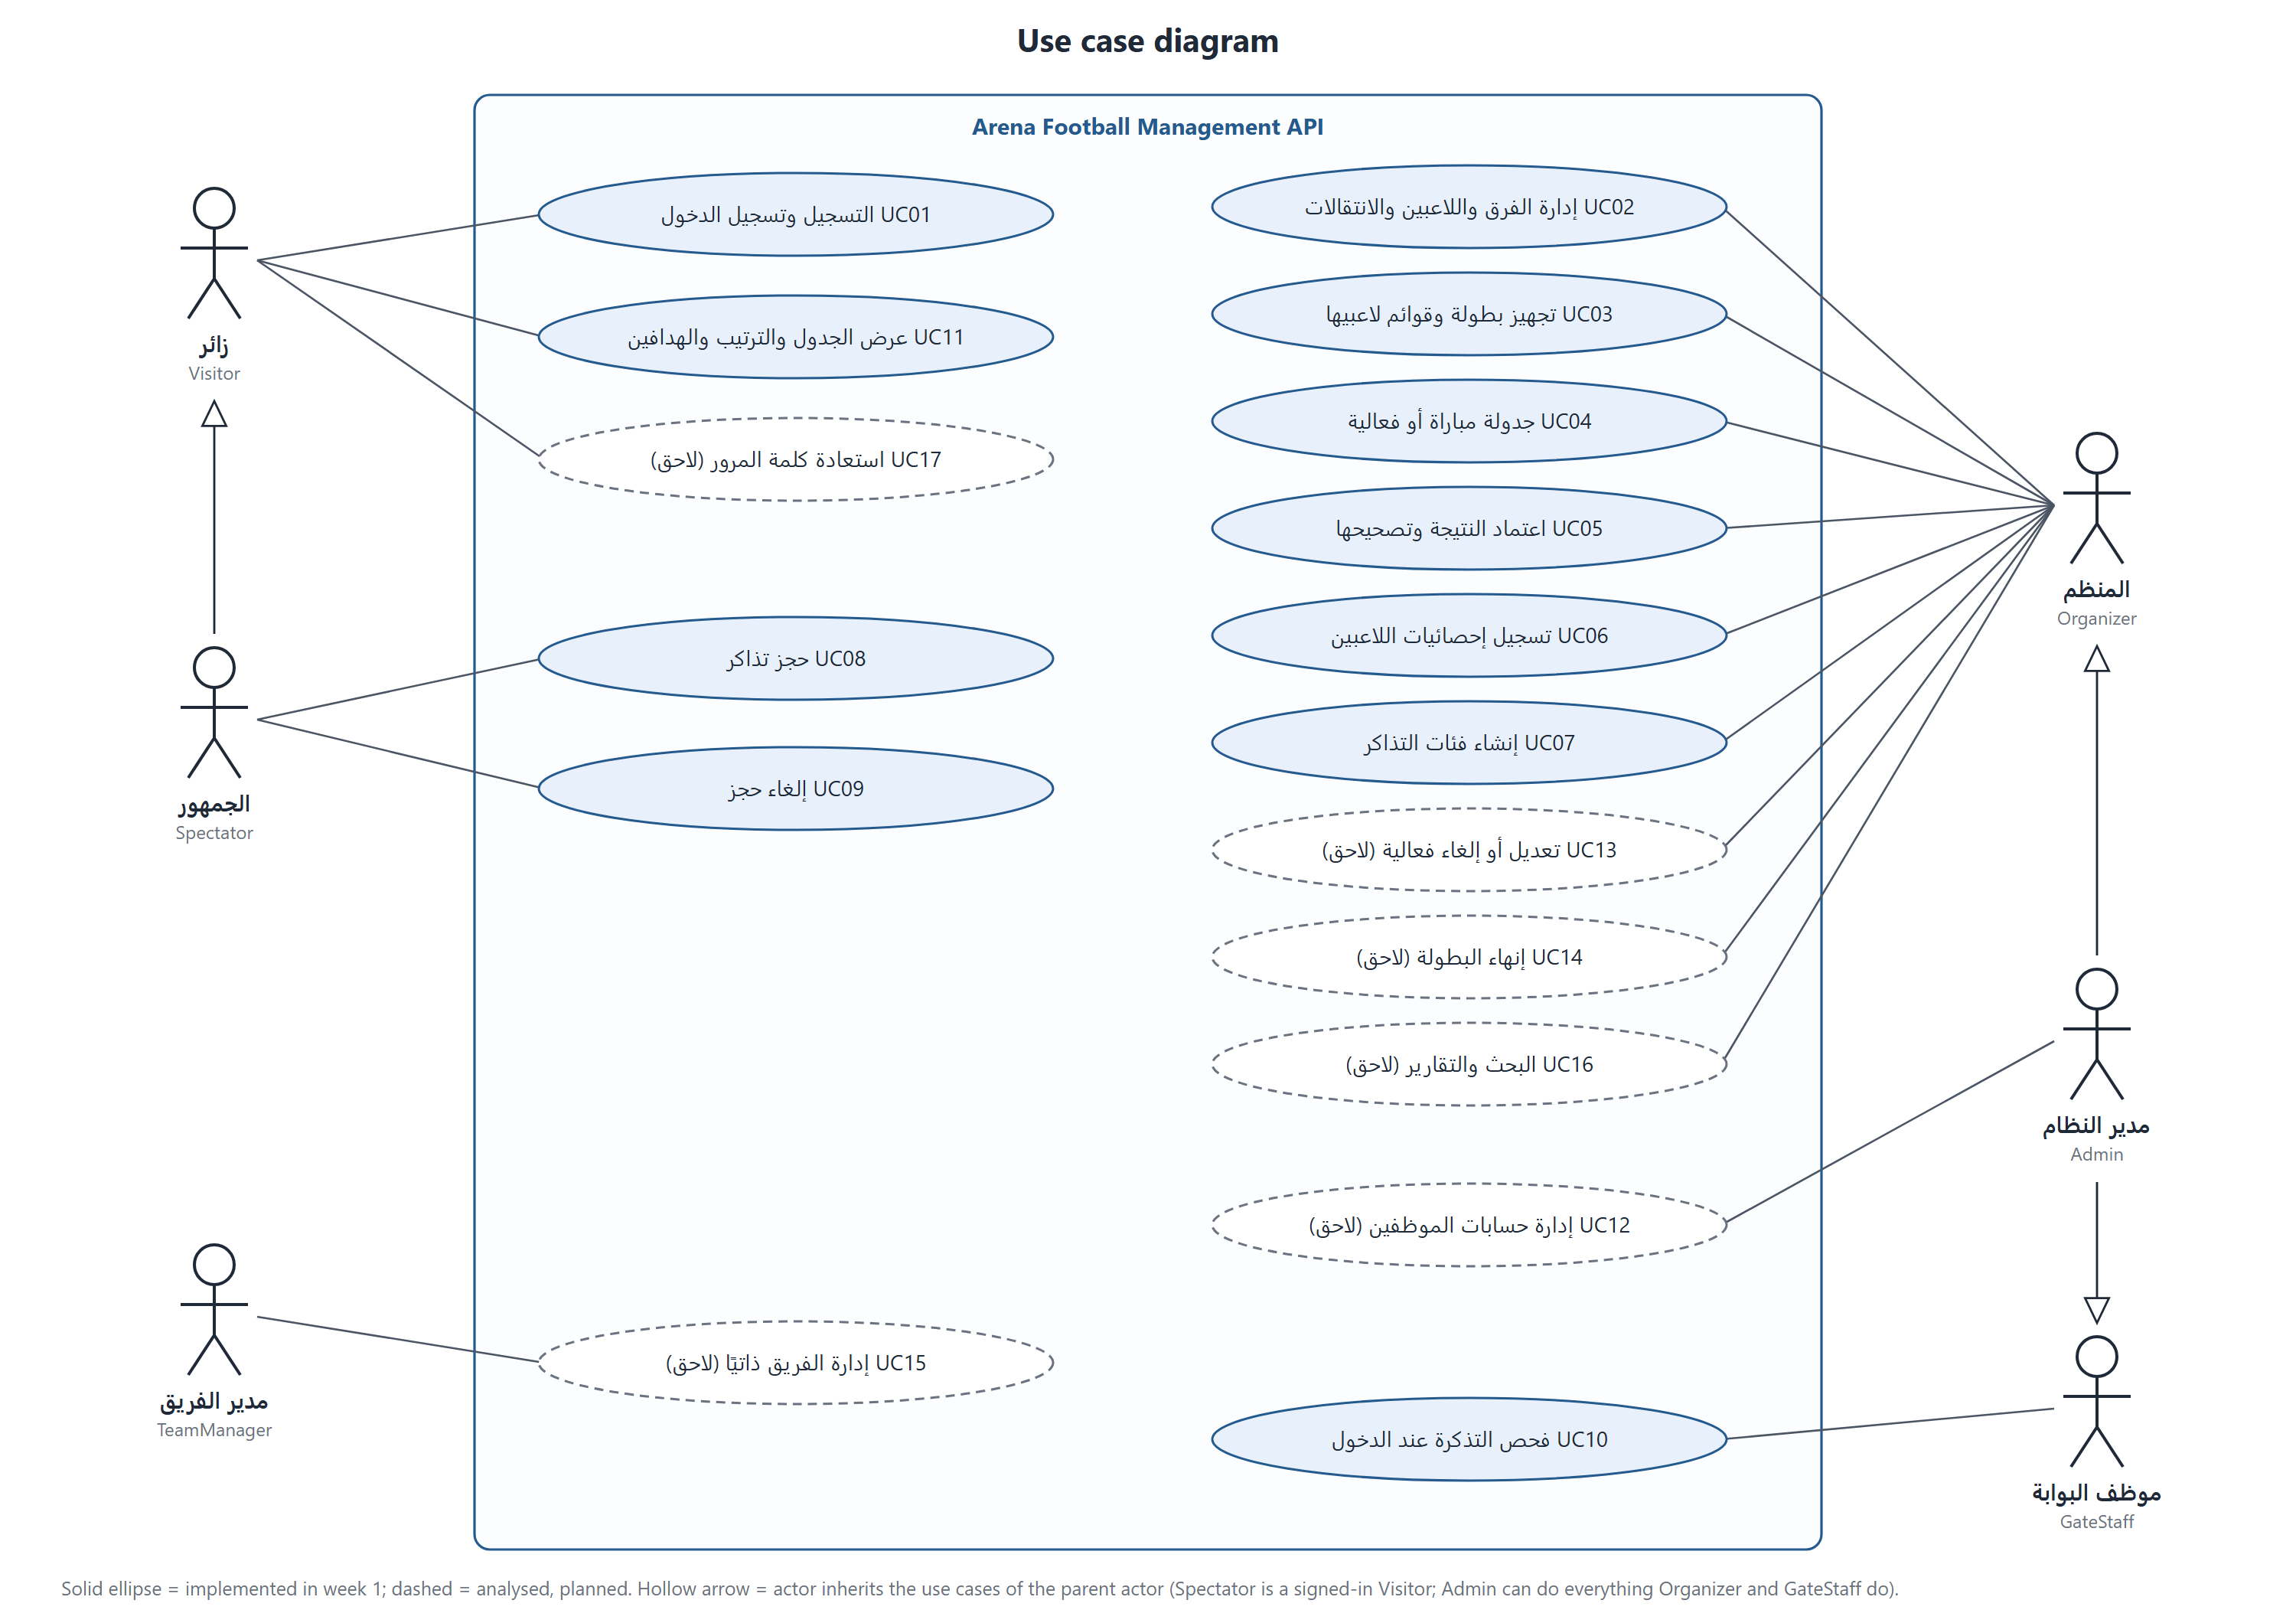 Use case diagram
Arena Football Management API
UC01 التسجيل وتسجيل الدخول
UC11 عرض الجدول والترتيب والهدافين
UC17 استعادة كلمة المرور (لاحق)
UC08 حجز تذاكر
UC09 إلغاء حجز
UC15 إدارة الفريق ذاتيًا (لاحق)
UC02 إدارة الفرق واللاعبين والانتقالات
UC03 تجهيز بطولة وقوائم لاعبيها
UC04 جدولة مباراة أو فعالية
UC05 اعتماد النتيجة وتصحيحها
UC06 تسجيل إحصائيات اللاعبين
UC07 إنشاء فئات التذاكر
UC13 تعديل أو إلغاء فعالية (لاحق)
UC14 إنهاء البطولة (لاحق)
UC16 البحث والتقارير (لاحق)
UC12 إدارة حسابات الموظفين (لاحق)
UC10 فحص التذكرة عند الدخول
زائر
Visitor
الجمهور
Spectator
مدير الفريق
TeamManager
المنظم
Organizer
مدير النظام
Admin
موظف البوابة
GateStaff
Solid ellipse = implemented in week 1; dashed = analysed, planned. Hollow arrow = actor inherits the use cases of the parent actor (Spectator is a signed-in Visitor; Admin can do everything Organizer and GateStaff do).